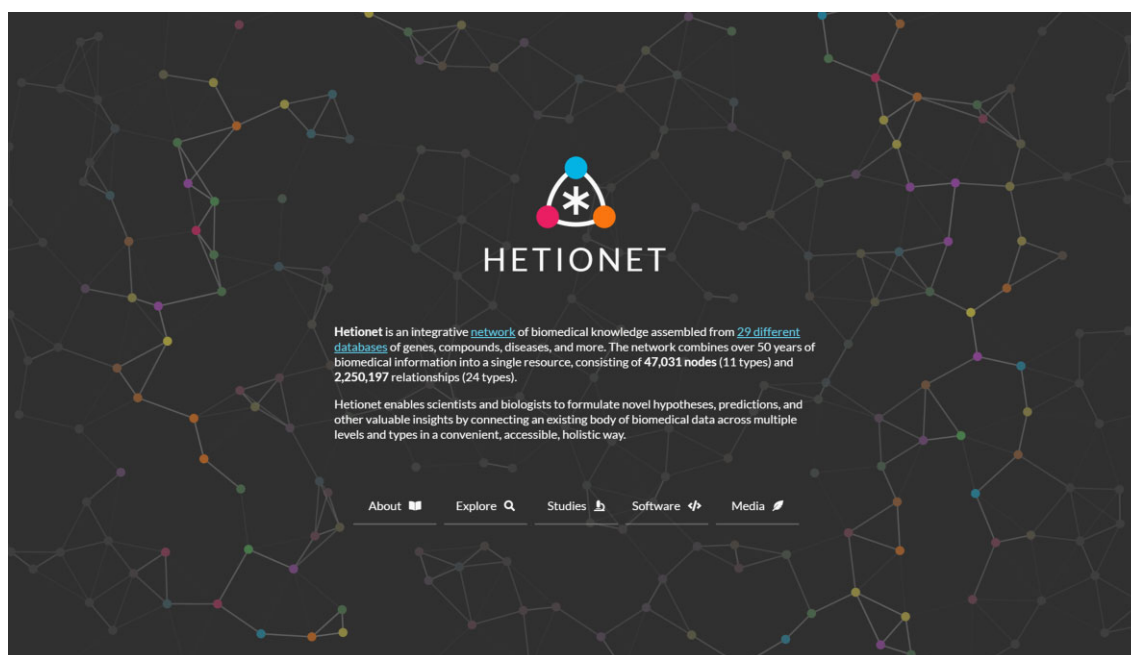 HETIONET
Hetionet is an integrative network of biomedical knowledge assembled from 29 different
databases of genes, compounds, diseases, and more. The network combines over 50 years of
biomedical information into a single resource, consisting of 47,031 nodes (11 types) and
2,250,197 relationships (24 types).
Hetionet enables scientists and biologists to formulate novel hypotheses, predictions, and
other valuable insights by connecting an existing body of biomedical data across multiple
levels and types in a convenient, accessible, holistic way.
About Explore Studies Software Media